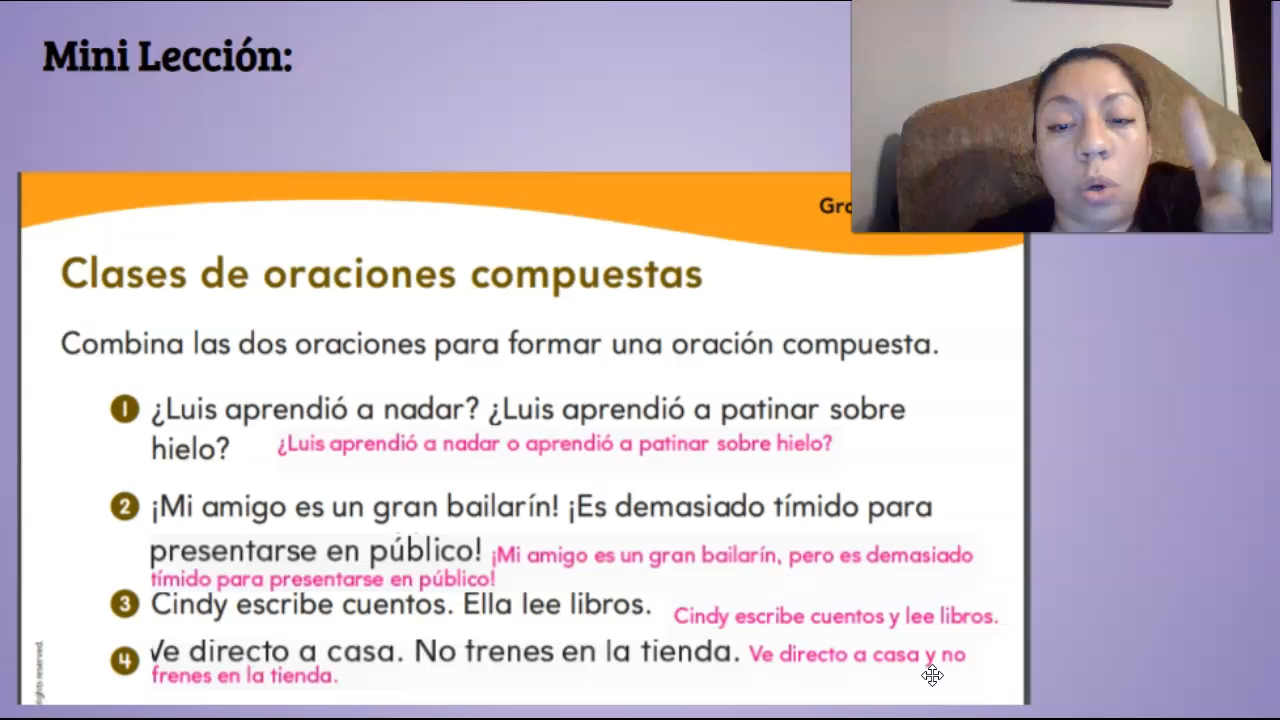 Mini Lección:
Gra
Clases de oraciones compuestas
Combina las dos oraciones para formar una oración compuesta.
1 ¿Luis aprendió a nadar? ¿Luis aprendió a patinar sobre
hielo? ¿Luis aprendió a nadar o aprendió a patinar sobre hielo?
2 ¡Mi amigo es un gran bailarín! ¡Es demasiado tímido para
presentarse en público! ¡Mi amigo es un gran bailarín, pero es demasiado
tímido para presentarse en público!
3 Cindy escribe cuentos. Ella lee libros. Cindy escribe cuentos y lee libros.
4 Ve directo a casa. No trenes en la tienda. Ve directo a casa y no
frenes en la tienda.
ights reserved.